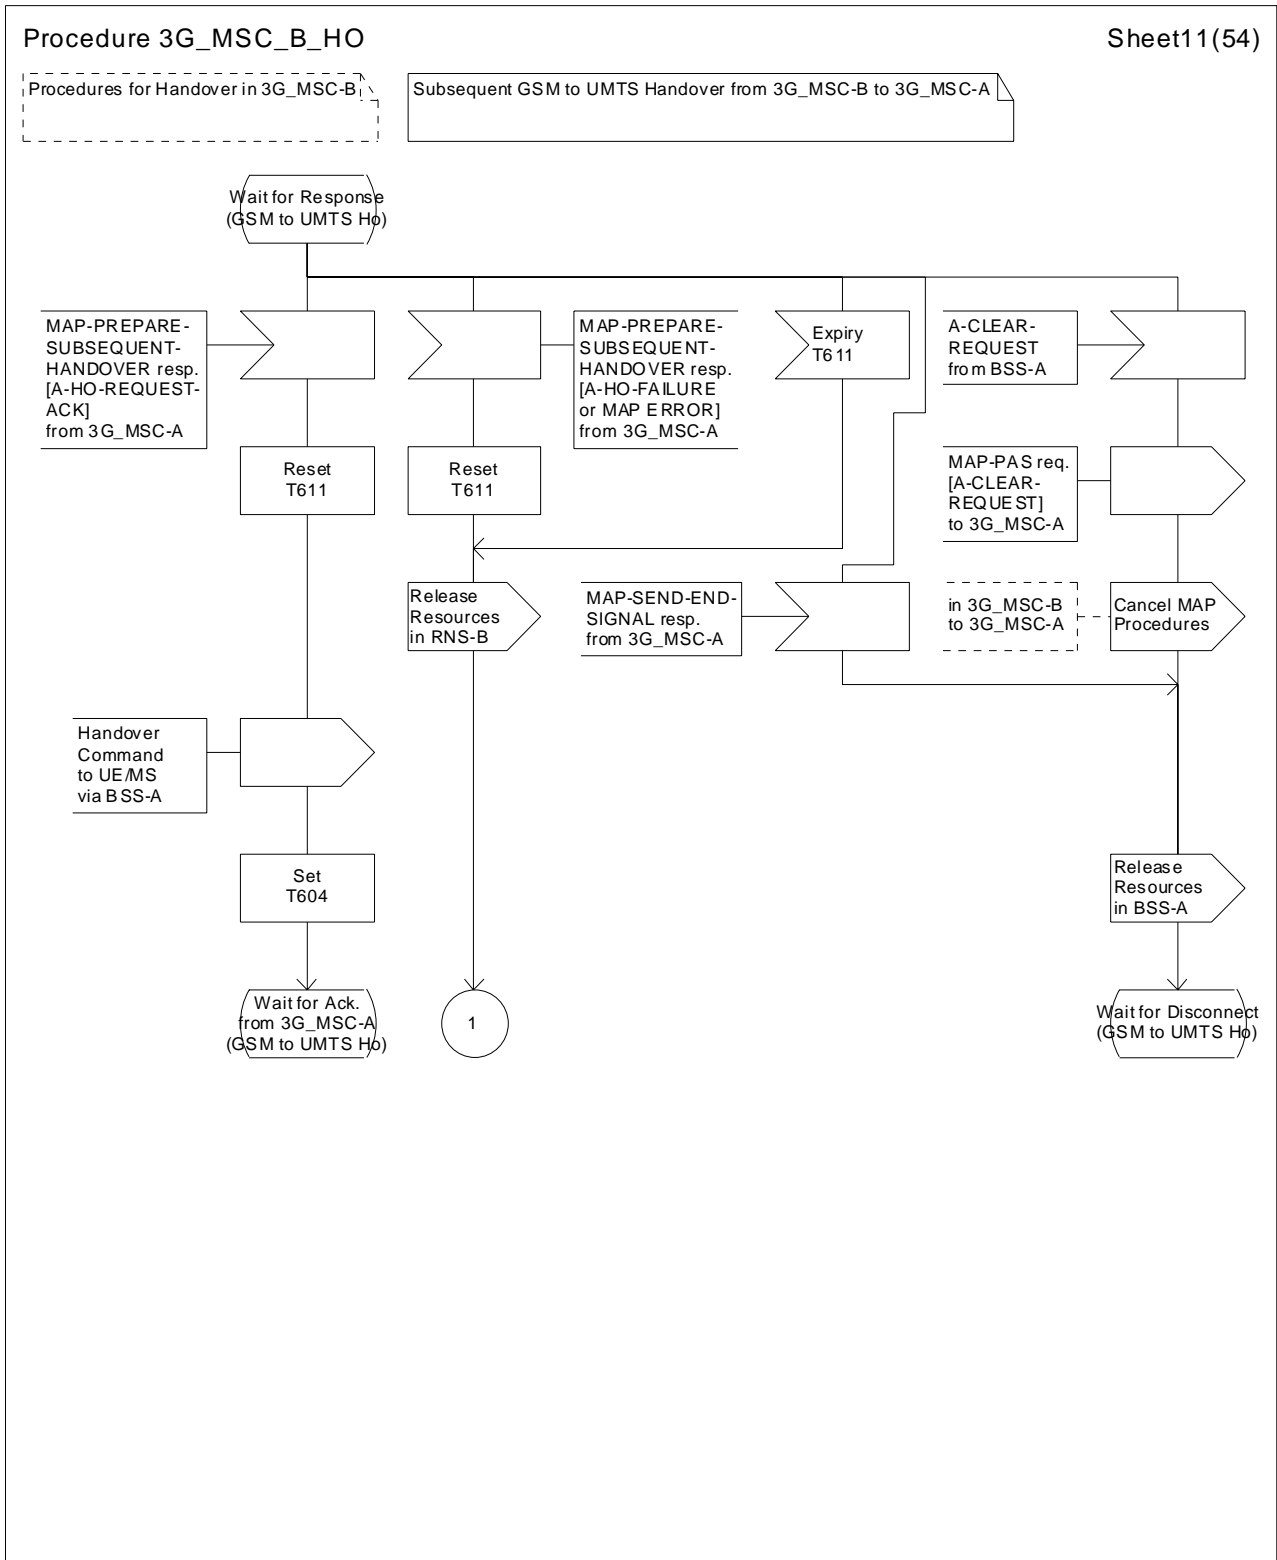 Procedure 3G_MSC_B_HO
Sheet11(54)
Procedures for Handover in 3G_MSC-B
Subsequent GSM to UMTS Handover from 3G_MSC-B to 3G_MSC-A
Wait for Response
(GSM to UMTS Ho)
MAP-PREPARE-
SUBSEQUENT-
HANDOVER resp.
[A-HO-REQUEST-
ACK]
from 3G_MSC-A
MAP-PREPARE-
SUBSEQUENT-
HANDOVER resp.
[A-HO-FAILURE
or MAP ERROR]
from 3G_MSC-A
Expiry
T611
A-CLEAR-
REQUEST
from BSS-A
Reset
T611
Reset
T611
MAP-PAS req.
[A-CLEAR-
REQUEST]
to 3G_MSC-A
Release
Resources
in RNS-B
MAP-SEND-END-
SIGNAL resp.
from 3G_MSC-A
in 3G_MSC-B
to 3G_MSC-A
Cancel MAP
Procedures
Handover
Command
to UE/MS
via BSS-A
Set
T604
Release
Resources
in BSS-A
Wait for Ack.
from 3G_MSC-A
(GSM to UMTS Ho)
1
Wait for Disconnect
(GSM to UMTS Ho)